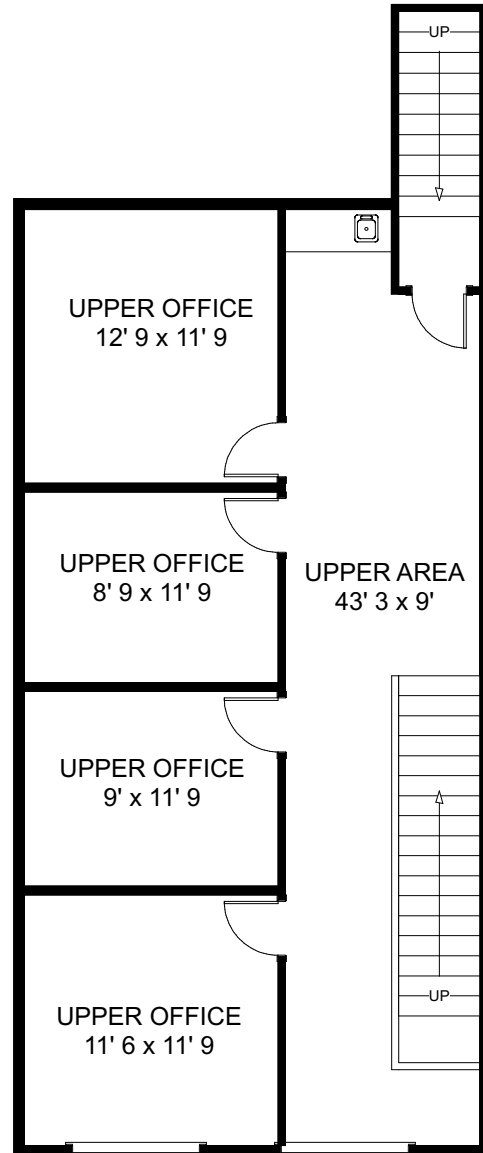 UP
UPPER OFFICE
12' 9 x 11' 9
UPPER OFFICE
8' 9 x 11' 9
UPPER AREA
43' 3 x 9'
UPPER OFFICE
9' x 11' 9
UP
UPPER OFFICE
11' 6 x 11' 9